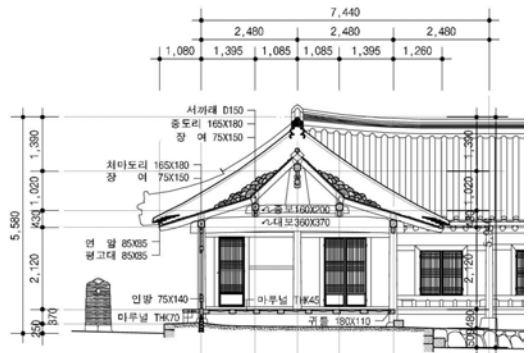 7,440
2,480 2,480 2,480
1,080 1,395 1,085 1,085 1,395 1,260
서까래 D150
중도리 165X180
장 여 75X150
처마도리 165X180
장 여 75X150
중보160X200
대보360X370
연 암 85X85
평고대 85X85
인방 75X140
마루널 THK45
마루널 THK70
귀틀 180X110
5,580
1,390
1,020
430
2,120
370
250
1,390
1,020
2,120
480